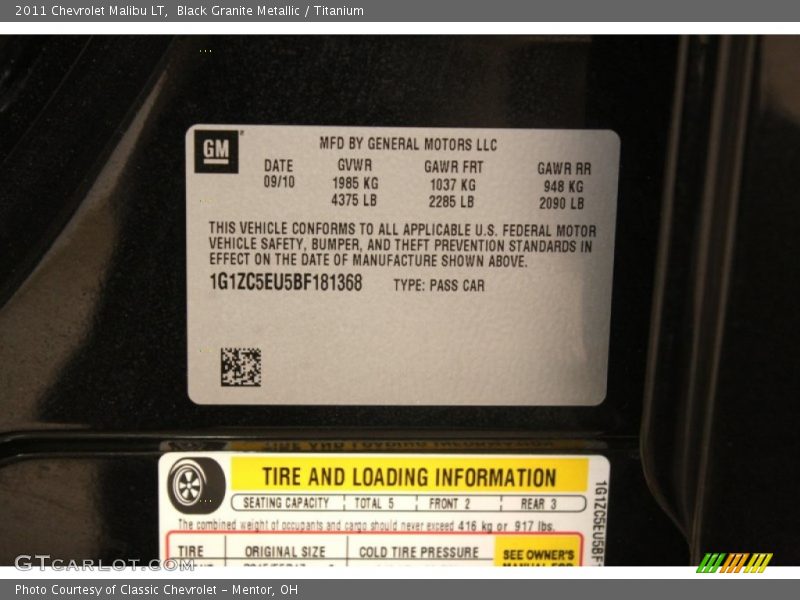 2011 Chevrolet Malibu LT, Black Granite Metallic / Titanium
GM
MFD BY GENERAL MOTORS LLC
DATE GVWR GAWR FRT GAWR RR
09/10 1985 KG 1037 KG 948 KG
4375 LB 2285 LB 2090 LB
THIS VEHICLE CONFORMS TO ALL APPLICABLE U.S. FEDERAL MOTOR
VEHICLE SAFETY, BUMPER, AND THEFT PREVENTION STANDARDS IN
EFFECT ON THE DATE OF MANUFACTURE SHOWN ABOVE.
1G1ZC5EU5BF181368 TYPE: PASS CAR
TIRE AND LOADING INFORMATION
SEATING CAPACITY TOTAL 5 FRONT 2 REAR 3
The combined weight of occupants and cargo should never exceed 416 kg or 917 lbs.
TIRE ORIGINAL SIZE COLD TIRE PRESSURE SEE OWNER'S
MANUAL FOR
1G1ZC5EU5BF
GTCarLot.com
Photo Courtesy of Classic Chevrolet - Mentor, OH